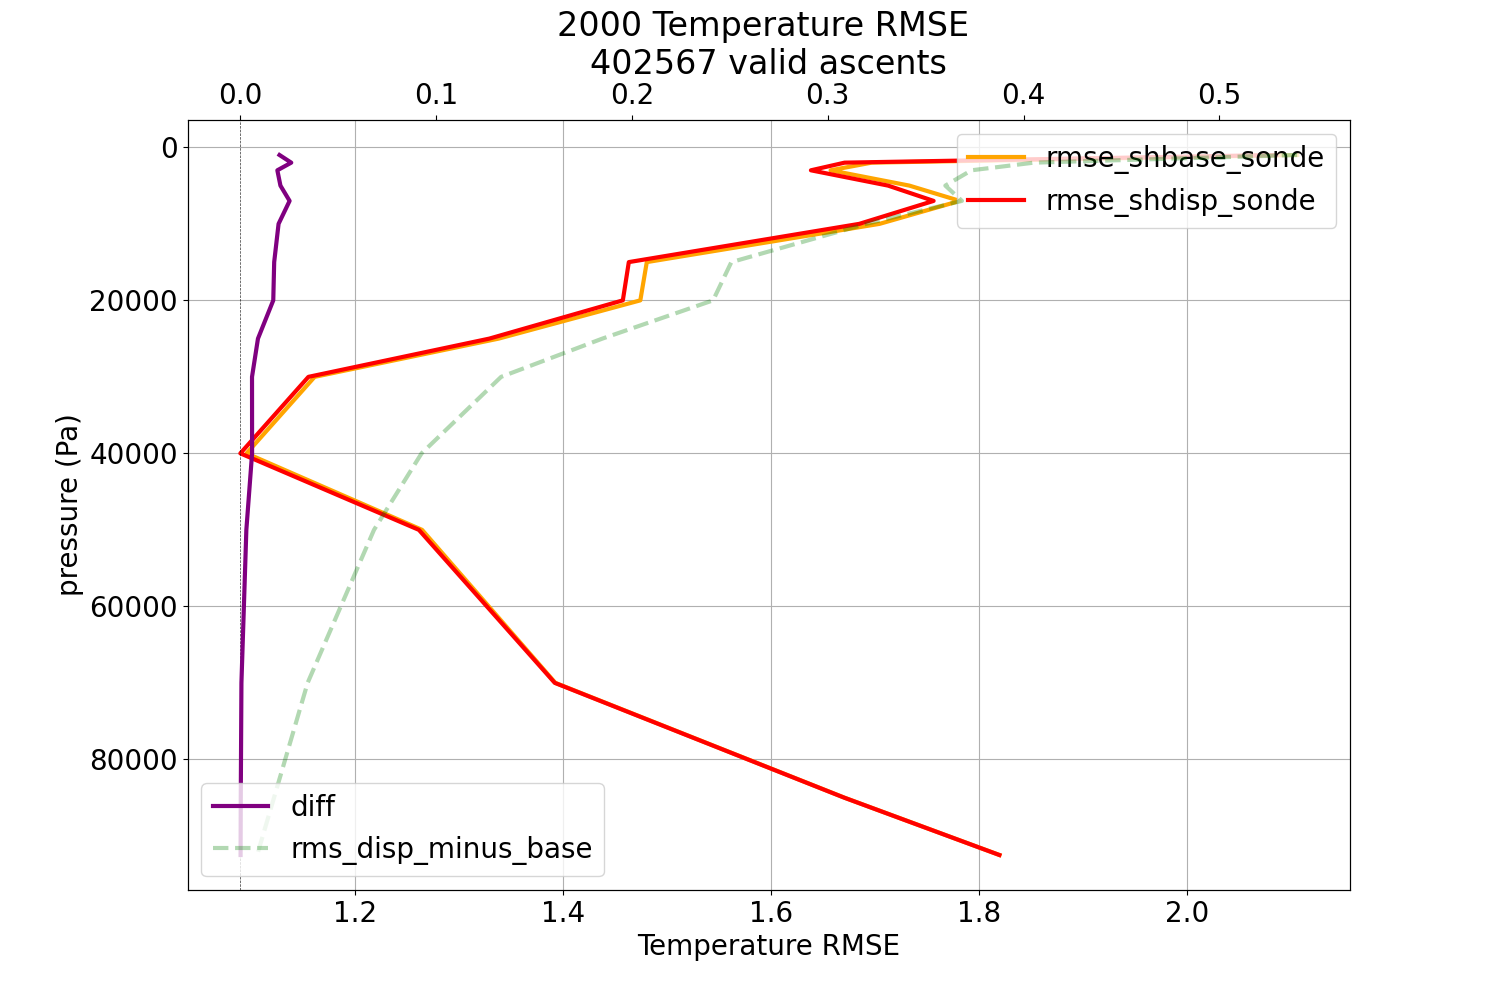 2000 Temperature RMSE
402567 valid ascents
0.0 0.1 0.2 0.3 0.4 0.5
0
20000
40000
60000
80000
pressure (Pa)
rmse_shbase_sonde
rmse_shdisp_sonde
diff
rms_disp_minus_base
1.2 1.4 1.6 1.8 2.0
Temperature RMSE